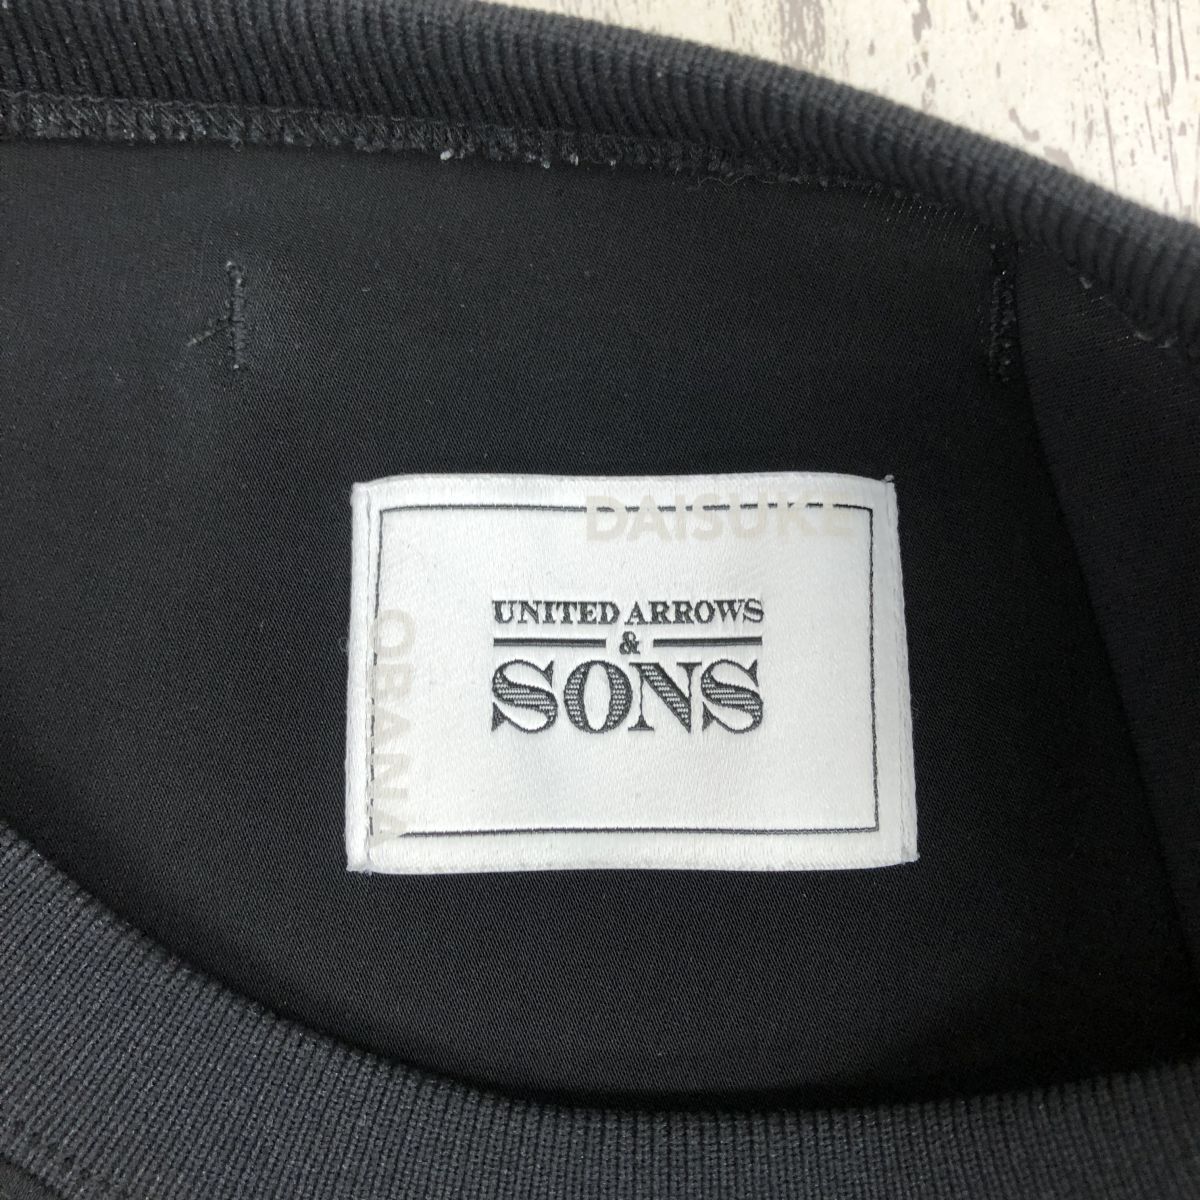 DAISUKE
OBANA
UNITED ARROWS
&
SONS